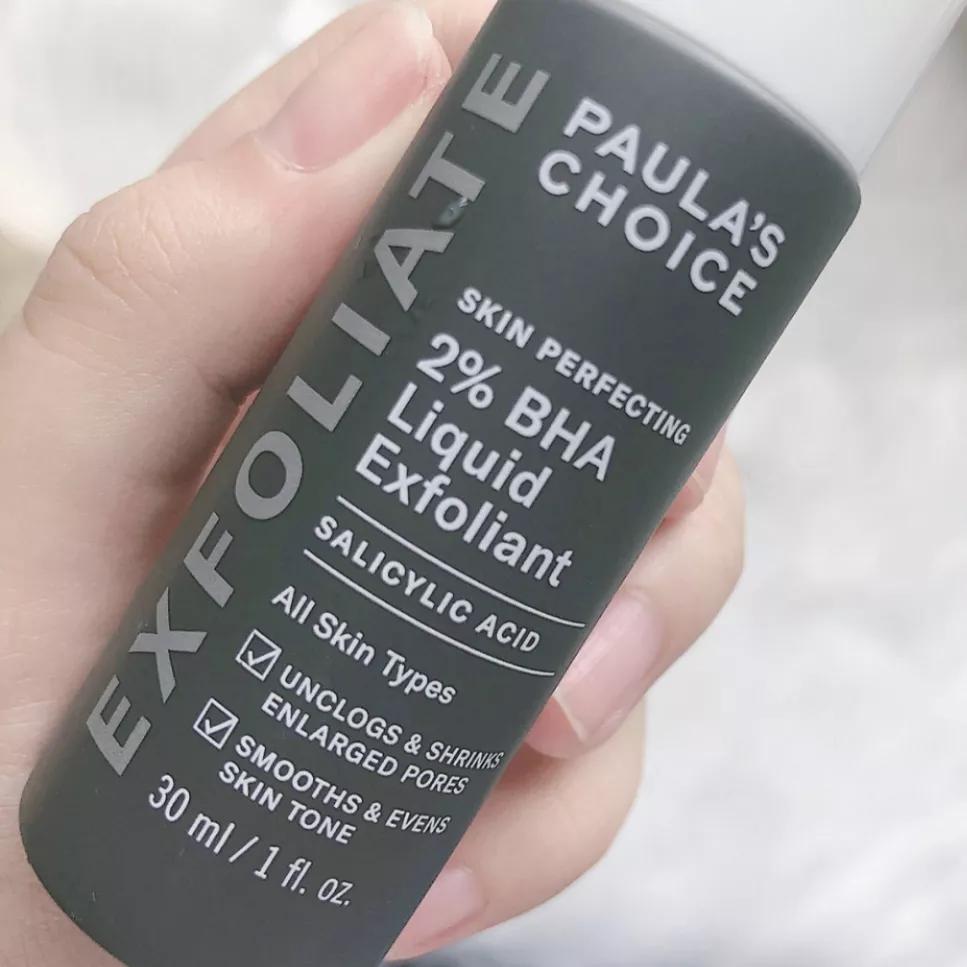 EXFOLIATE
PAULA'S
CHOICE
SKIN PERFECTING
2% BHA
Liquid
Exfoliant
SALICYLIC ACID
All Skin Types
UNCLOGS & SHRINKS
ENLARGED PORES
SMOOTHS & EVENS
SKIN TONE
30 ml / 1 fl. oz.